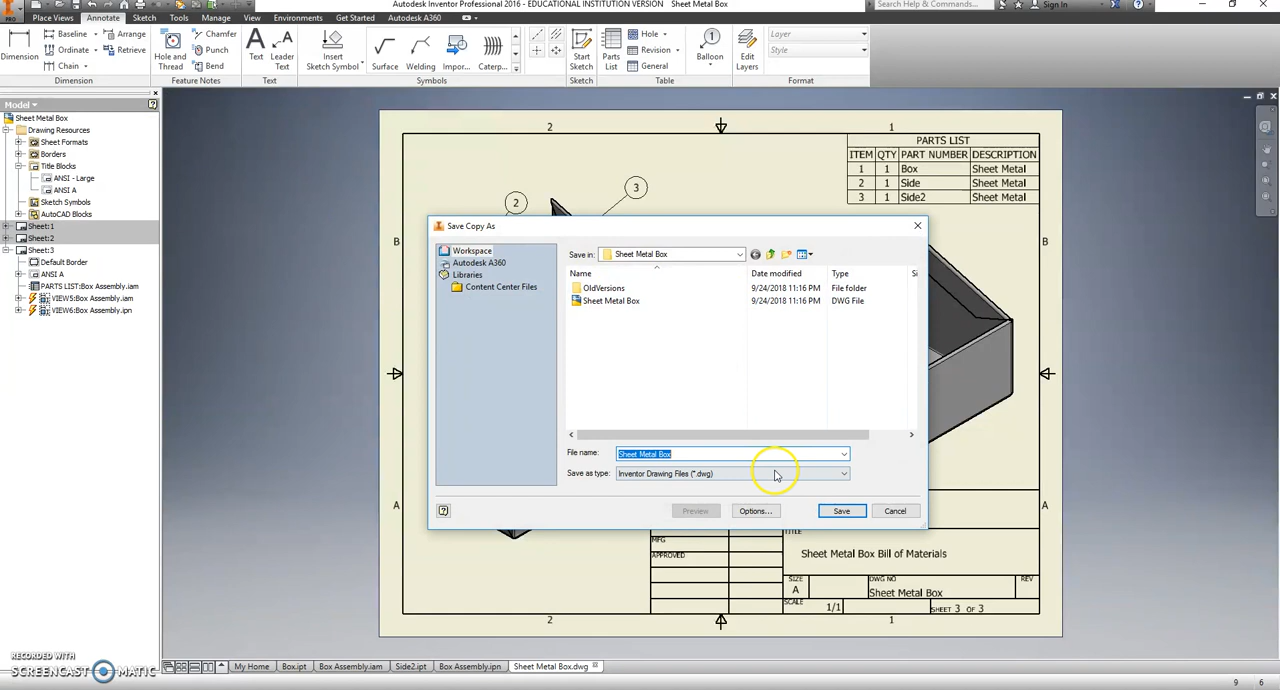 Autodesk Inventor Professional 2016 - EDUCATIONAL INSTITUTION VERSION Sheet Metal Box
Search Help & Commands...
Sign In
PRO
Place Views Annotate Sketch Tools Manage View Environments Get Started Autodesk A360
Dimension
Baseline
Ordinate
Chain
Arrange
Retrieve
Dimension
Hole and Thread
Chamfer
Punch
Bend
Feature Notes
Text
Leader Text
Text
Insert Sketch Symbol
Surface
Welding
Impor...
Caterp...
Symbols
Start Sketch
Sketch
Parts List
Hole
Revision
General
Table
Balloon
Edit Layers
Layer
Style
Format
Model
Sheet Metal Box
Drawing Resources
Sheet Formats
Borders
Title Blocks
ANSI - Large
ANSI A
Sketch Symbols
AutoCAD Blocks
Sheet:1
Sheet:2
Sheet:3
Default Border
ANSI A
PARTS LIST:Box Assembly.iam
VIEW5:Box Assembly.iam
VIEW6:Box Assembly.ipn
2
1
PARTS LIST
ITEM QTY PART NUMBER DESCRIPTION
1 1 Box Sheet Metal
2 1 Side Sheet Metal
3 1 Side2 Sheet Metal
2
3
B
B
A
A
Save Copy As
Workspace
Autodesk A360
Libraries
Content Center Files
Save in: Sheet Metal Box
Name Date modified Type Si
OldVersions 9/24/2018 11:16 PM File folder
Sheet Metal Box 9/24/2018 11:16 PM DWG File
File name: Sheet Metal Box
Save as type: Inventor Drawing Files (*.dwg)
Preview Options... Save Cancel
MFG
APPROVED
TITLE
Sheet Metal Box Bill of Materials
SIZE
A
DWG NO
Sheet Metal Box
REV
SCALE
1/1
SHEET 3 OF 3
2
1
RECORDED WITH
SCREENCAST MATIC
My Home Box.ipt Box Assembly.iam Side2.ipt Box Assembly.ipn Sheet Metal Box.dwg
9 6